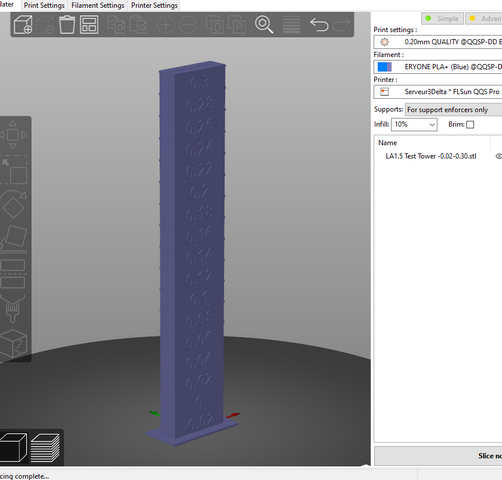 later Print Settings Filament Settings Printer Settings
Simple Advan
Print settings :
0.20mm QUALITY @QQSP-DD E
Filament :
ERYONE PLA+ (Blue) @QQSP-D
Printer :
Serveur3Delta * FLSun QQS Pro
Supports: For support enforcers only
Infill: 10% Brim:
Name
LA1.5 Test Tower -0.02-0.30.stl
0.3
0.28
0.26
0.24
0.22
0.2
0.18
0.16
0.14
0.12
0.1
0.08
0.06
0.04
0.02
0
-0.02
Slice no
cing complete...